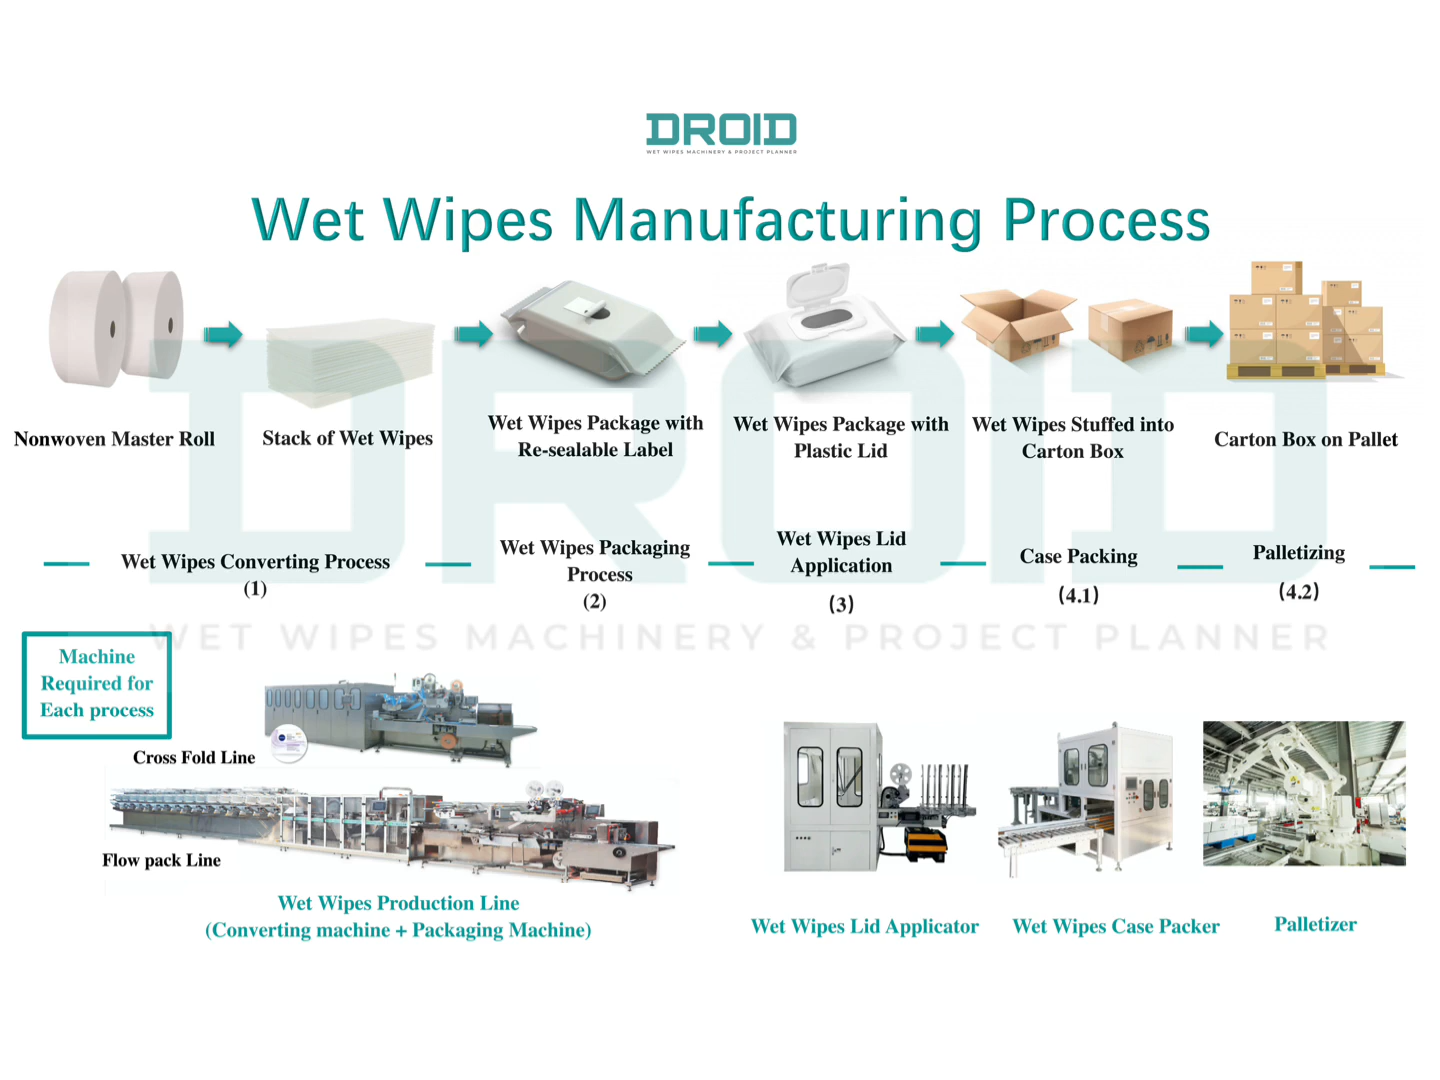 DROID
WET WIPES MACHINERY & PROJECT PLANNER
Wet Wipes Manufacturing Process
Nonwoven Master Roll
Stack of Wet Wipes
Wet Wipes Package with
Re-sealable Label
Wet Wipes Package with
Plastic Lid
Wet Wipes Stuffed into
Carton Box
Carton Box on Pallet
DROID
WET WIPES MACHINERY & PROJECT PLANNER
Wet Wipes Converting Process
(1)
Wet Wipes Packaging
Process
(2)
Wet Wipes Lid
Application
(3)
Case Packing
(4.1)
Palletizing
(4.2)
Machine
Required for
Each process
Cross Fold Line
Flow pack Line
Wet Wipes Production Line
(Converting machine + Packaging Machine)
Wet Wipes Lid Applicator
Wet Wipes Case Packer
Palletizer